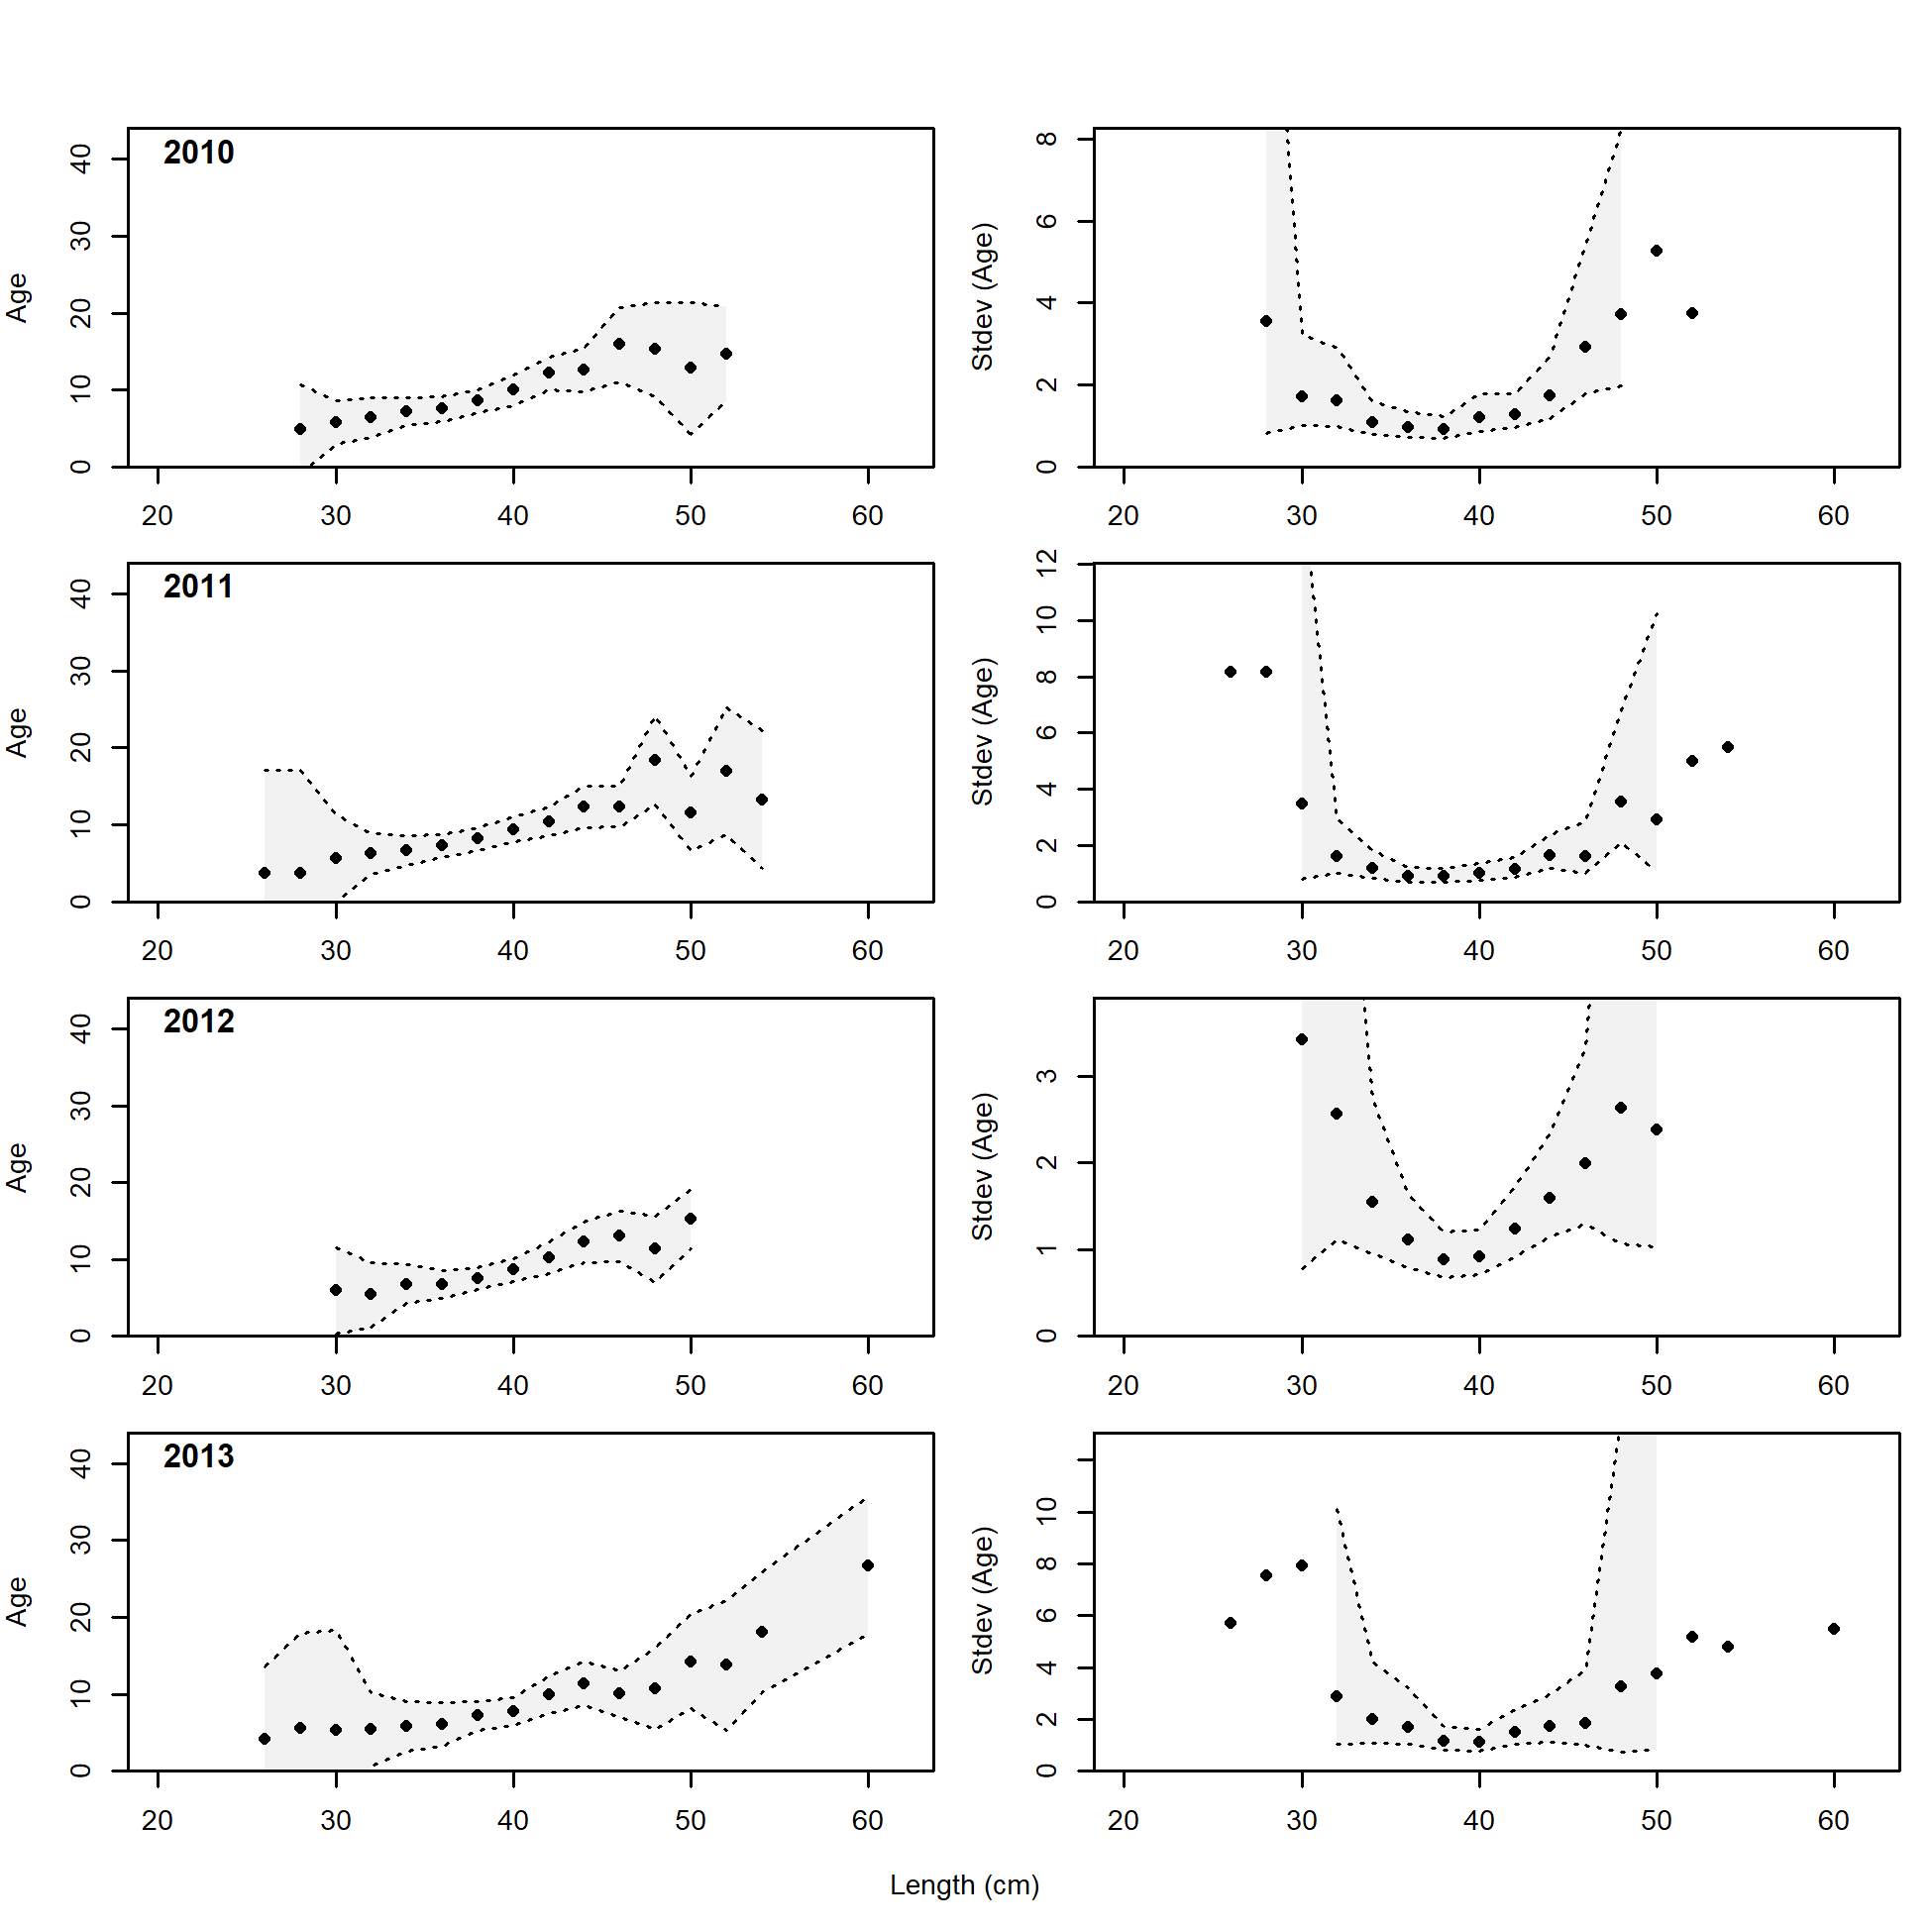 2010
Age
0 10 20 30 40
20 30 40 50 60
Stdev (Age)
0 2 4 6 8
20 30 40 50 60
2011
Age
0 10 20 30 40
20 30 40 50 60
Stdev (Age)
0 2 4 6 8 10 12
20 30 40 50 60
2012
Age
0 10 20 30 40
20 30 40 50 60
Stdev (Age)
0 1 2 3
20 30 40 50 60
2013
Age
0 10 20 30 40
20 30 40 50 60
Stdev (Age)
0 2 4 6 8 10
20 30 40 50 60
Length (cm)